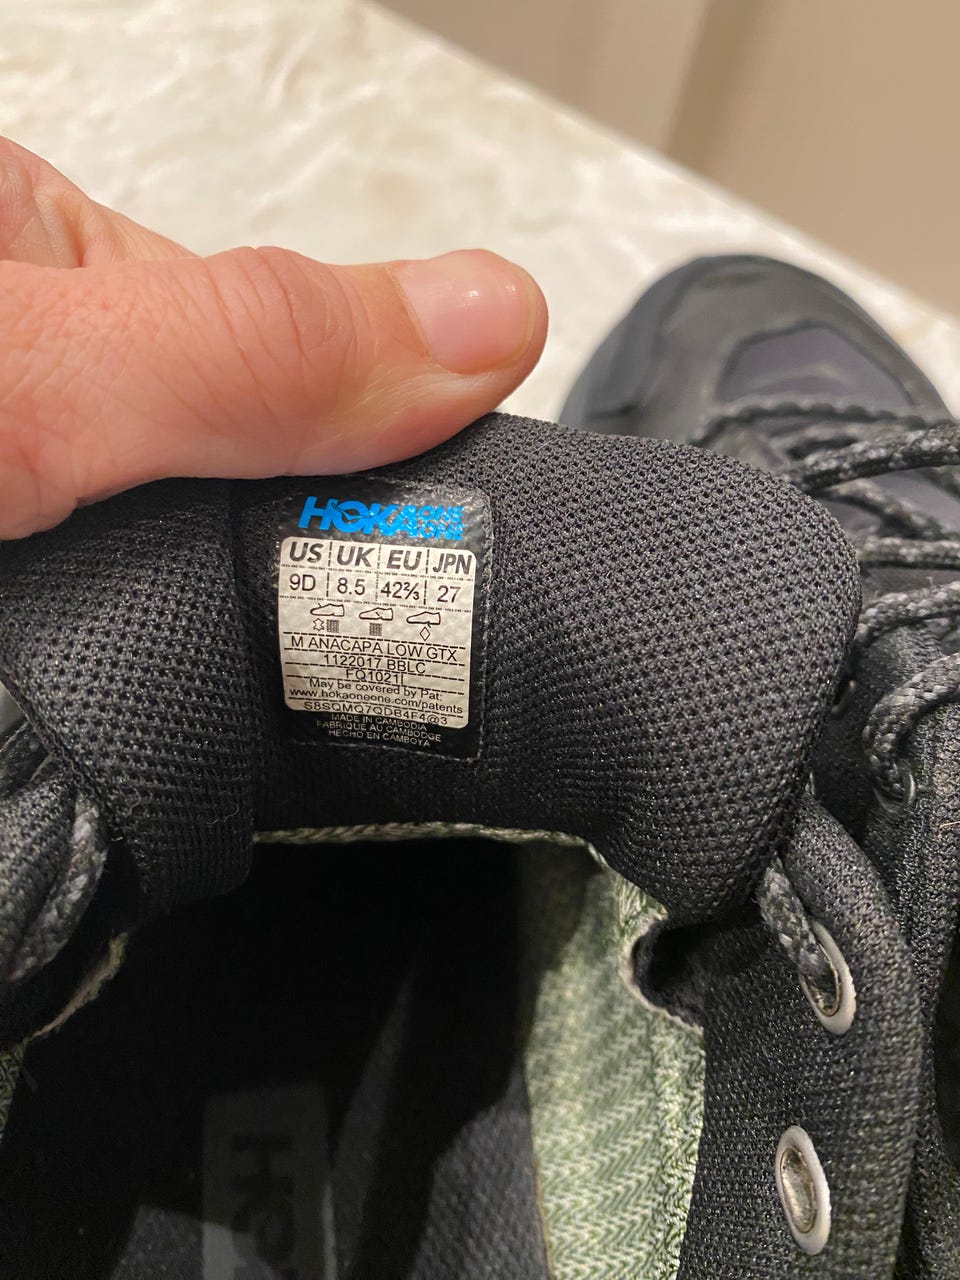 HOKA ONE ONE
US UK EU JPN
9D 8.5 42⅔ 27
M ANACAPA LOW GTX
1122017 BBLC
FQ1021I
May be covered by Pat:
www.hokaoneone.com/patents
S8SQMQ7QDB4F4@3
MADE IN CAMBODIA
FABRIQUE AU CAMBODGE
HECHO EN CAMBOYA